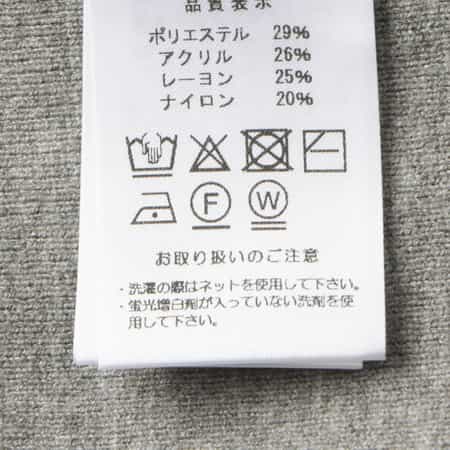 品質表示
ポリエステル 29%
アクリル 26%
レーヨン 25%
ナイロン 20%
F W
お取り扱いのご注意
・洗濯の際はネットを使用して下さい。
・蛍光増白剤が入っていない洗剤を使
用して下さい。